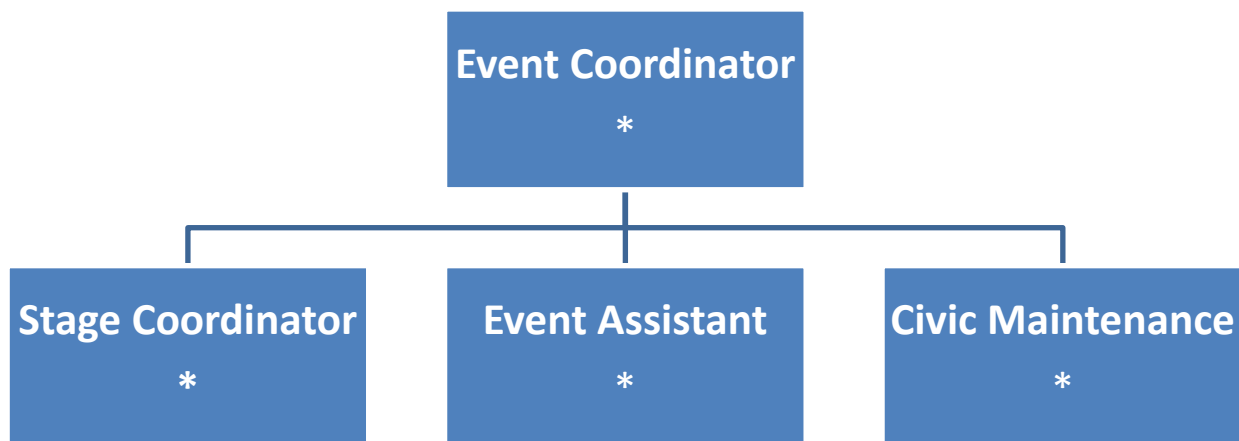 Event Coordinator
*
Stage Coordinator
*
Event Assistant
*
Civic Maintenance
*